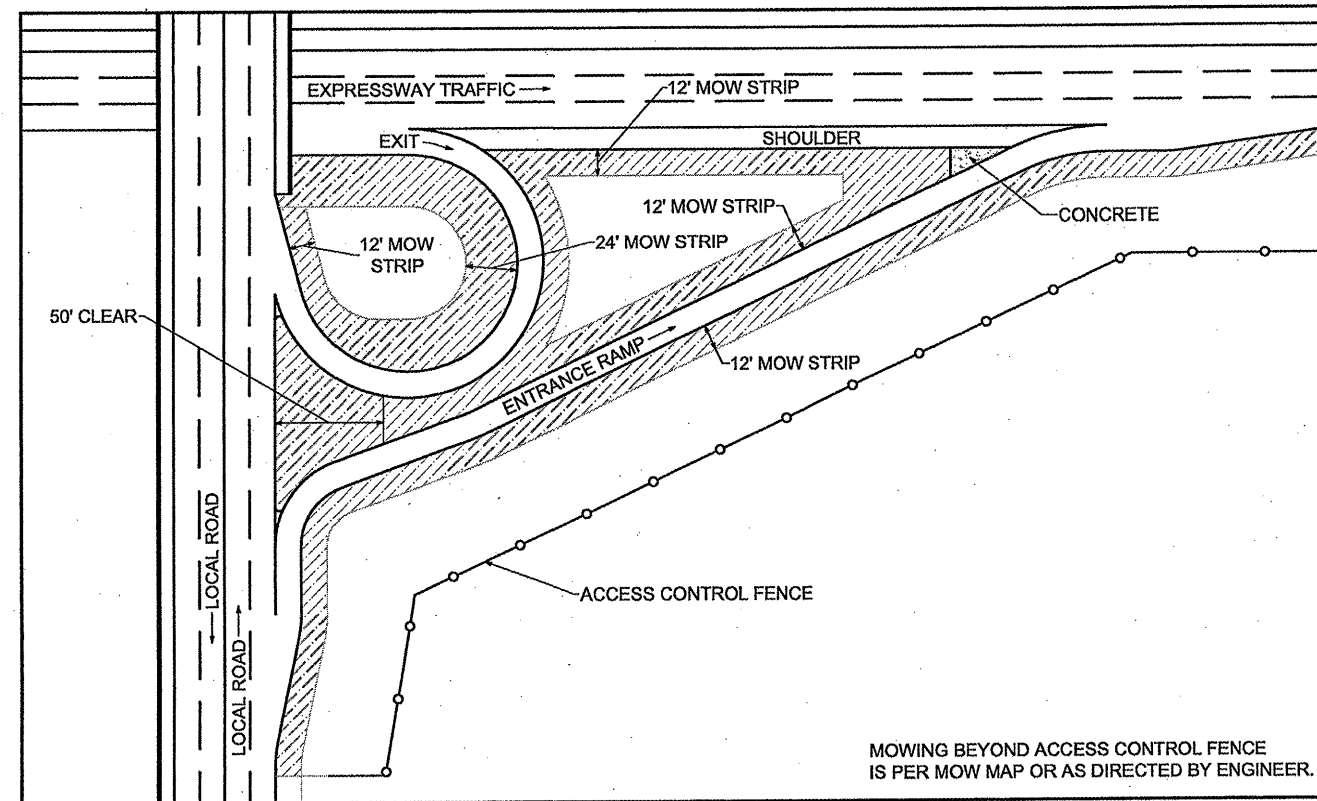 EXPRESSWAY TRAFFIC
12' MOW STRIP
EXIT
SHOULDER
12' MOW STRIP
CONCRETE
12' MOW
STRIP
24' MOW STRIP
50' CLEAR
ENTRANCE RAMP
12' MOW STRIP
LOCAL ROAD
LOCAL ROAD
ACCESS CONTROL FENCE
MOWING BEYOND ACCESS CONTROL FENCE
IS PER MOW MAP OR AS DIRECTED BY ENGINEER.